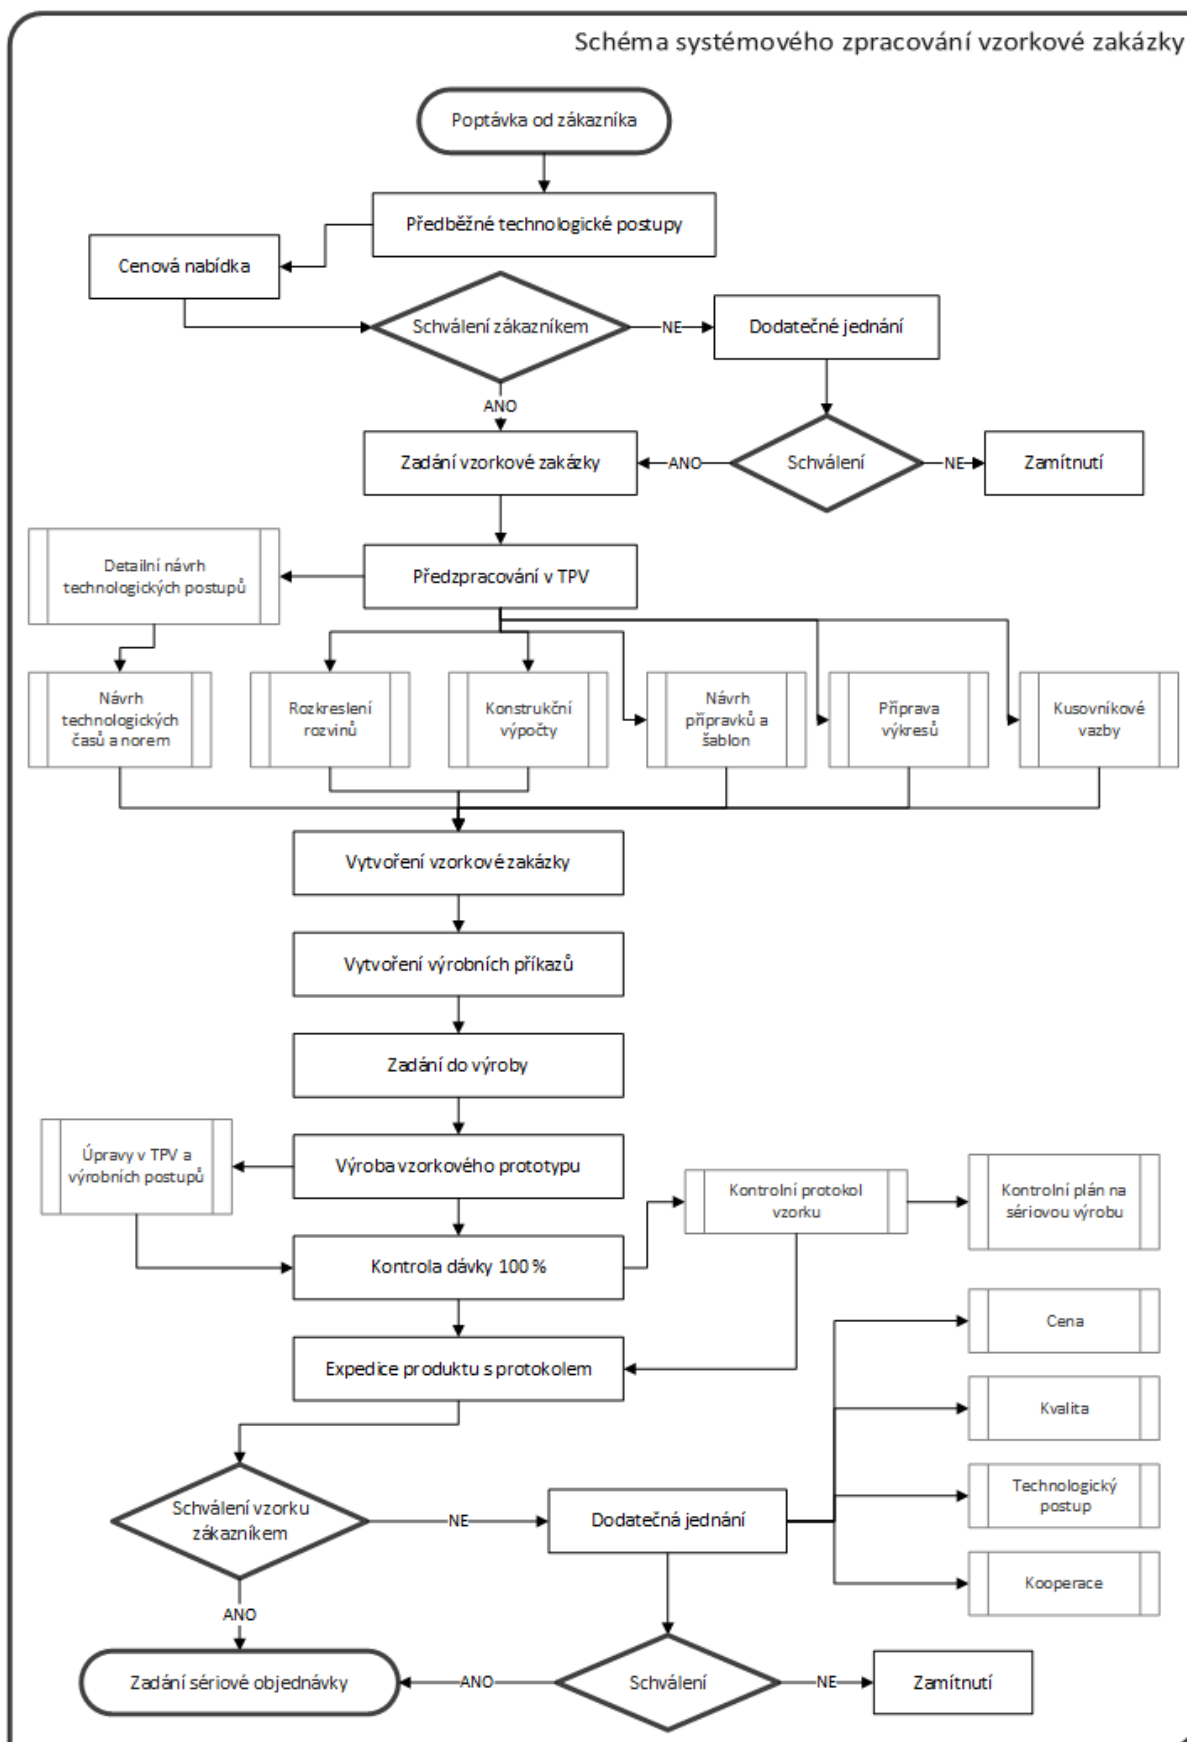 Schéma systémového zpracování vzorkové zakázky
Poptávka od zákazníka
Předběžné technologické postupy
Cenová nabídka
Schválení zákazníkem
NE
Dodatečné jednání
ANO
Zadání vzorkové zakázky
ANO
Schválení
NE
Zamítnutí
Detailní návrh
technologických postupů
Předzpracování v TPV
Návrh
technologických
časů a norem
Rozkreslení
rozvinů
Konstrukční
výpočty
Návrh
přípravků a
šablon
Příprava
výkresů
Kusovníkové
vazby
Vytvoření vzorkové zakázky
Vytvoření výrobních příkazů
Zadání do výroby
Úpravy v TPV a
výrobních postupů
Výroba vzorkového prototypu
Kontrolní protokol
vzorku
Kontrolní plán na
sériovou výrobu
Kontrola dávky 100 %
Cena
Expedice produktu s protokolem
Kvalita
Technologický
postup
Schválení vzorku
zákazníkem
NE
Dodatečná jednání
Kooperace
ANO
Zadání sériové objednávky
ANO
Schválení
NE
Zamítnutí